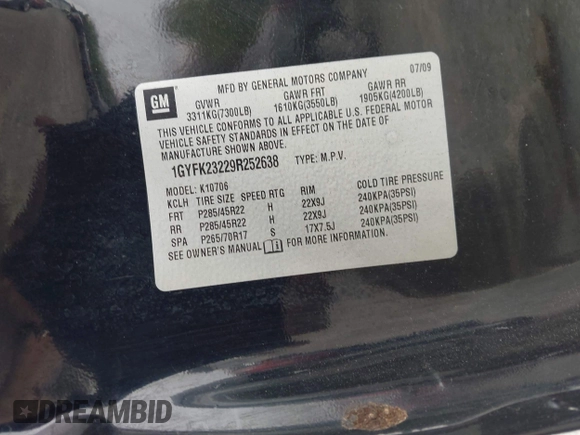 GM
MFD BY GENERAL MOTORS COMPANY
07/09
GVWR GAWR FRT GAWR RR
3311KG(7300LB) 1610KG(3550LB) 1905KG(4200LB)
THIS VEHICLE CONFORMS TO ALL APPLICABLE U.S. FEDERAL MOTOR
VEHICLE SAFETY STANDARDS IN EFFECT ON THE DATE OF
MANUFACTURE SHOWN ABOVE.
1GYFK23229R252638 TYPE: M.P.V.
MODEL: K10706
KCLH TIRE SIZE SPEED RTG RIM COLD TIRE PRESSURE
FRT P285/45R22 H 22X9J 240KPA(35PSI)
RR P285/45R22 H 22X9J 240KPA(35PSI)
SPA P265/70R17 S 17X7.5J 240KPA(35PSI)
SEE OWNER'S MANUAL FOR MORE INFORMATION.
DREAMBID